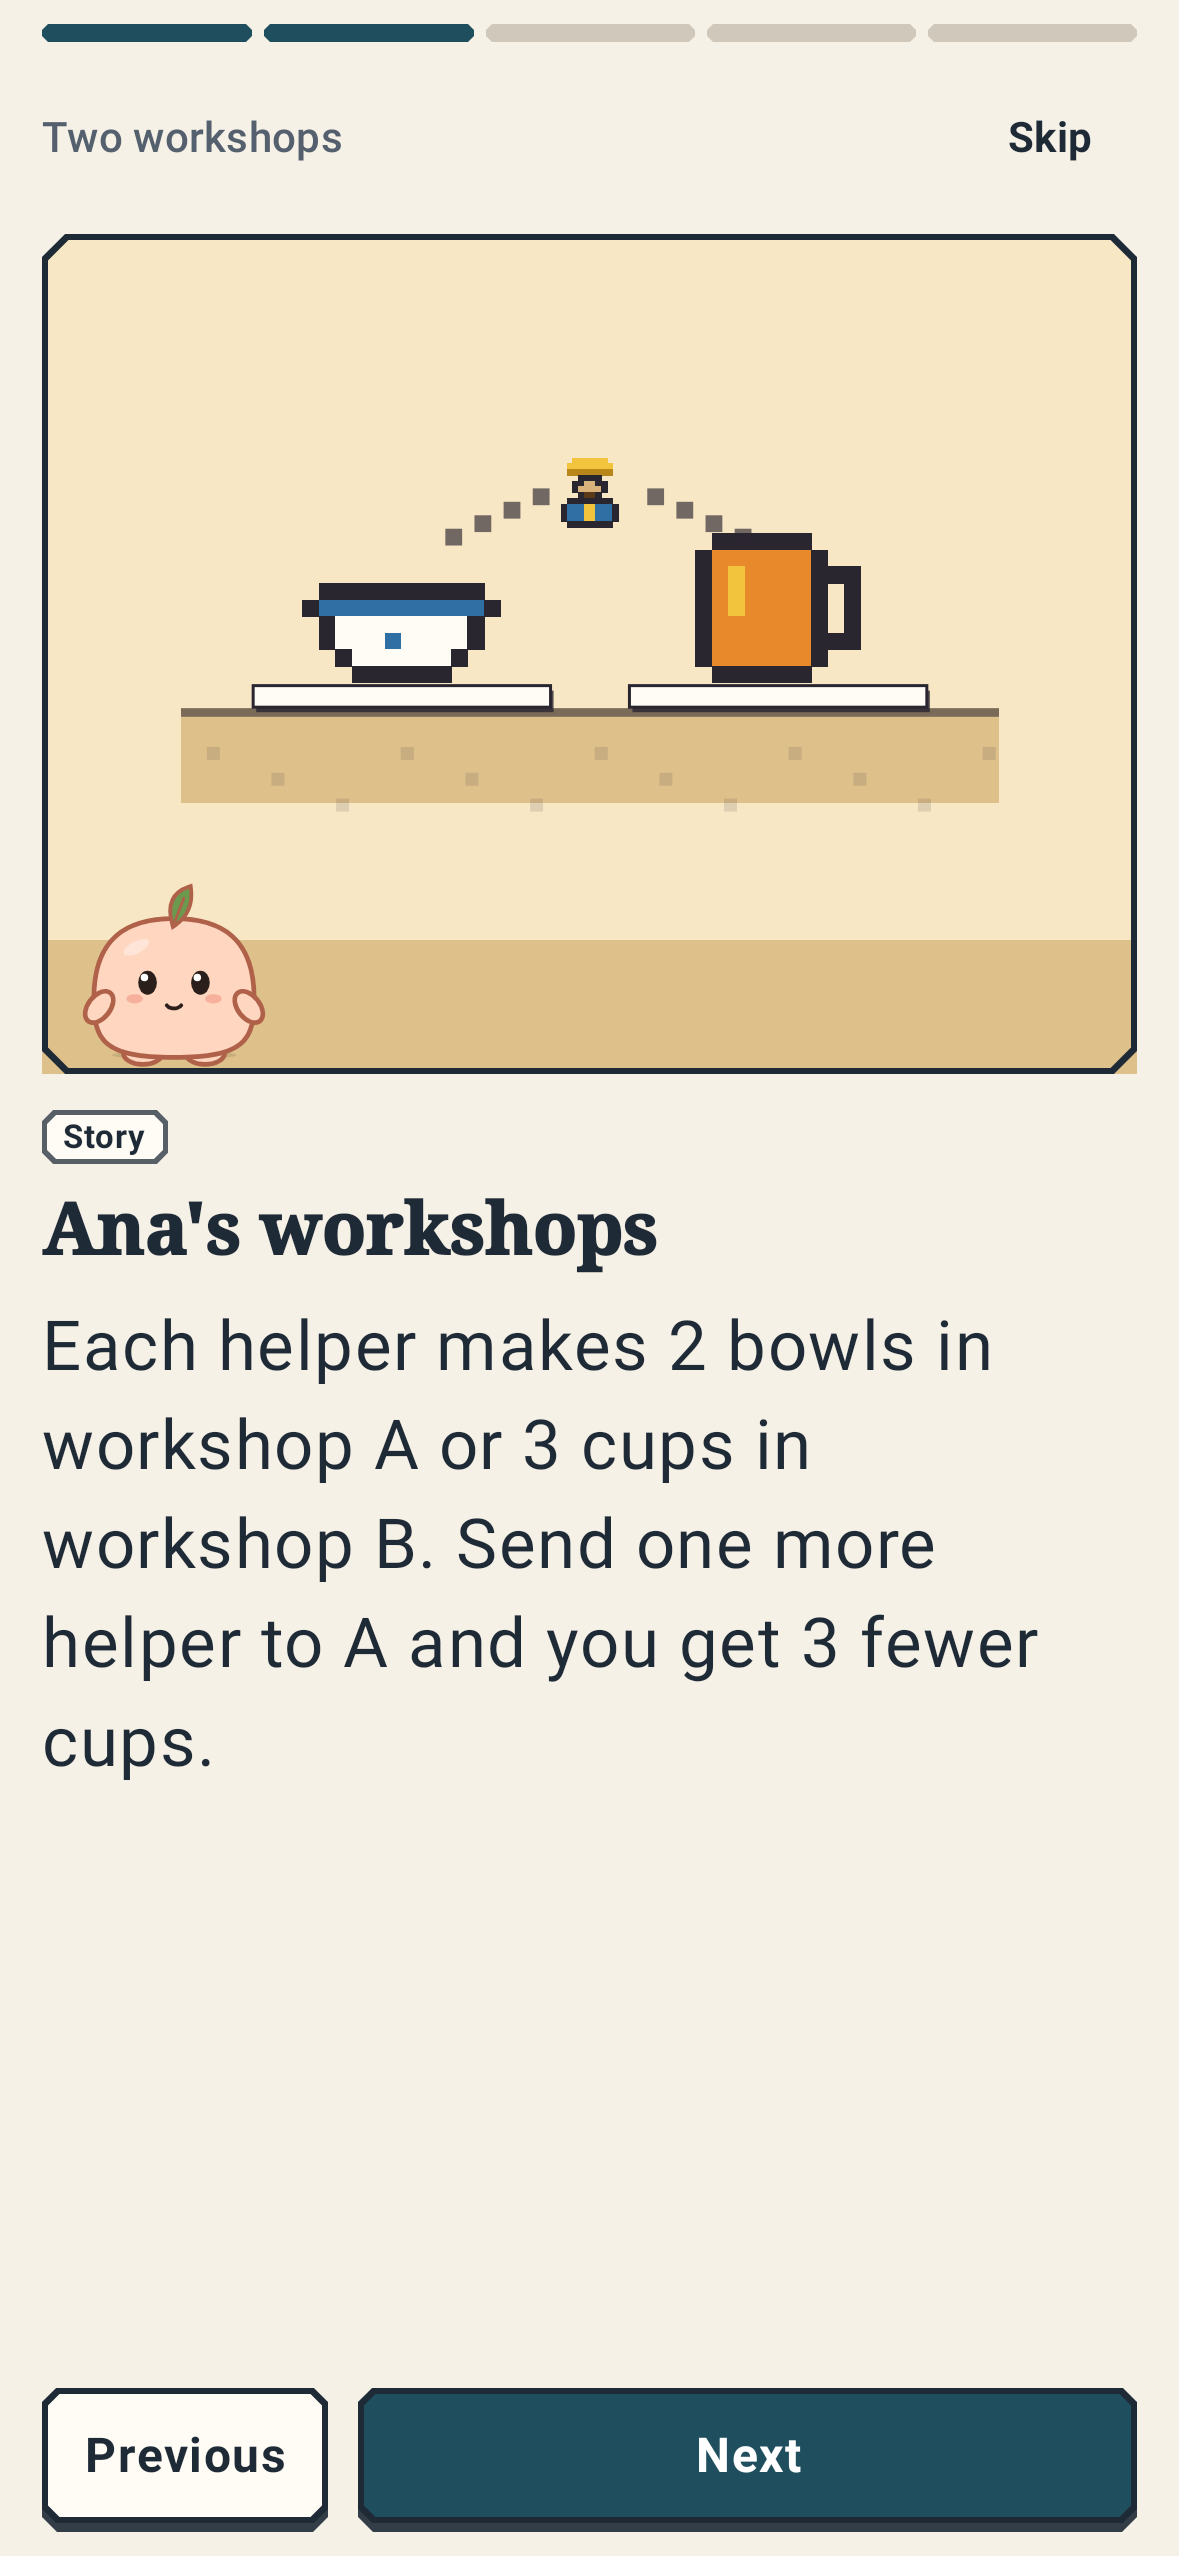 Two workshops
Skip
Story
Ana's workshops
Each helper makes 2 bowls in
workshop A or 3 cups in
workshop B. Send one more
helper to A and you get 3 fewer
cups.
Previous
Next